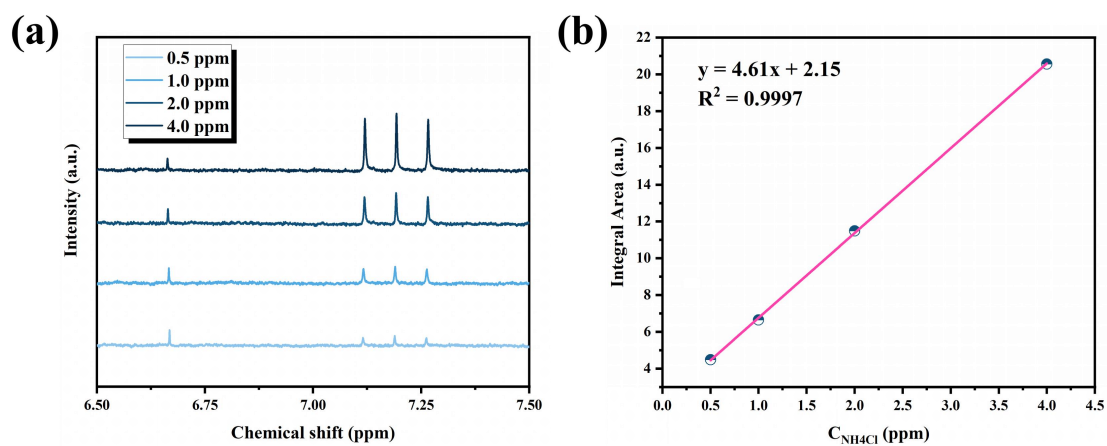 (a)
0.5 ppm
1.0 ppm
2.0 ppm
4.0 ppm
Intensity (a.u.)
6.50 6.75 7.00 7.25 7.50
Chemical shift (ppm)
(b)
y = 4.61x + 2.15
R² = 0.9997
Integral Area (a.u.)
22
20
18
16
14
12
10
8
6
4
0.0 0.5 1.0 1.5 2.0 2.5 3.0 3.5 4.0 4.5
C_NH4Cl (ppm)